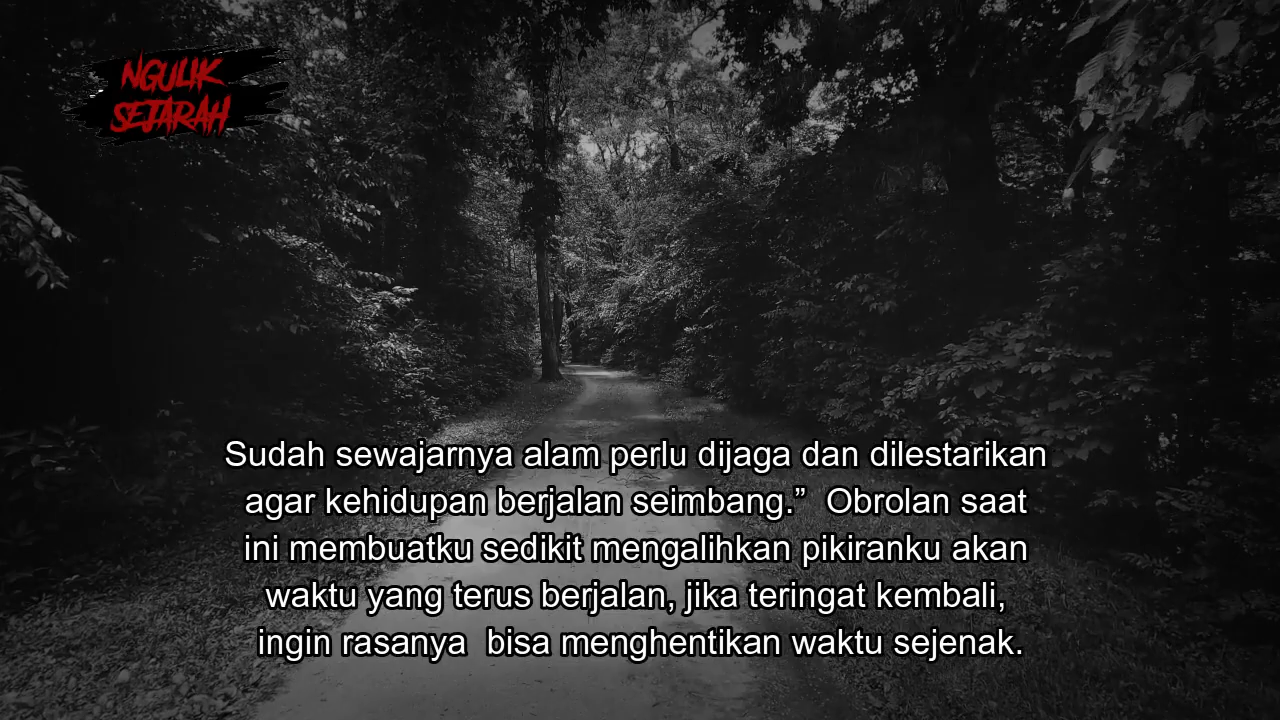 NGULIK
SEJARAH
Sudah sewajarnya alam perlu dijaga dan dilestarikan
agar kehidupan berjalan seimbang.”  Obrolan saat
ini membuatku sedikit mengalihkan pikiranku akan
waktu yang terus berjalan, jika teringat kembali,
ingin rasanya  bisa menghentikan waktu sejenak.